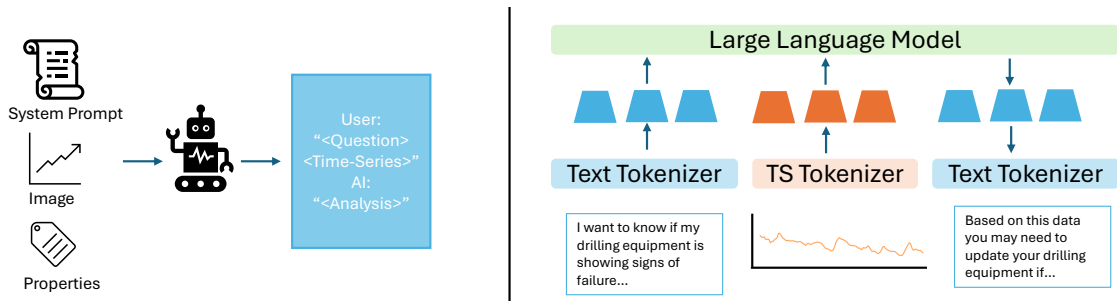 System Prompt
Image
Properties
User:
“<Question>
<Time-Series>”
AI:
“<Analysis>”
Large Language Model
Text Tokenizer
TS Tokenizer
Text Tokenizer
I want to know if my
drilling equipment is
showing signs of
failure...
Based on this data
you may need to
update your drilling
equipment if...